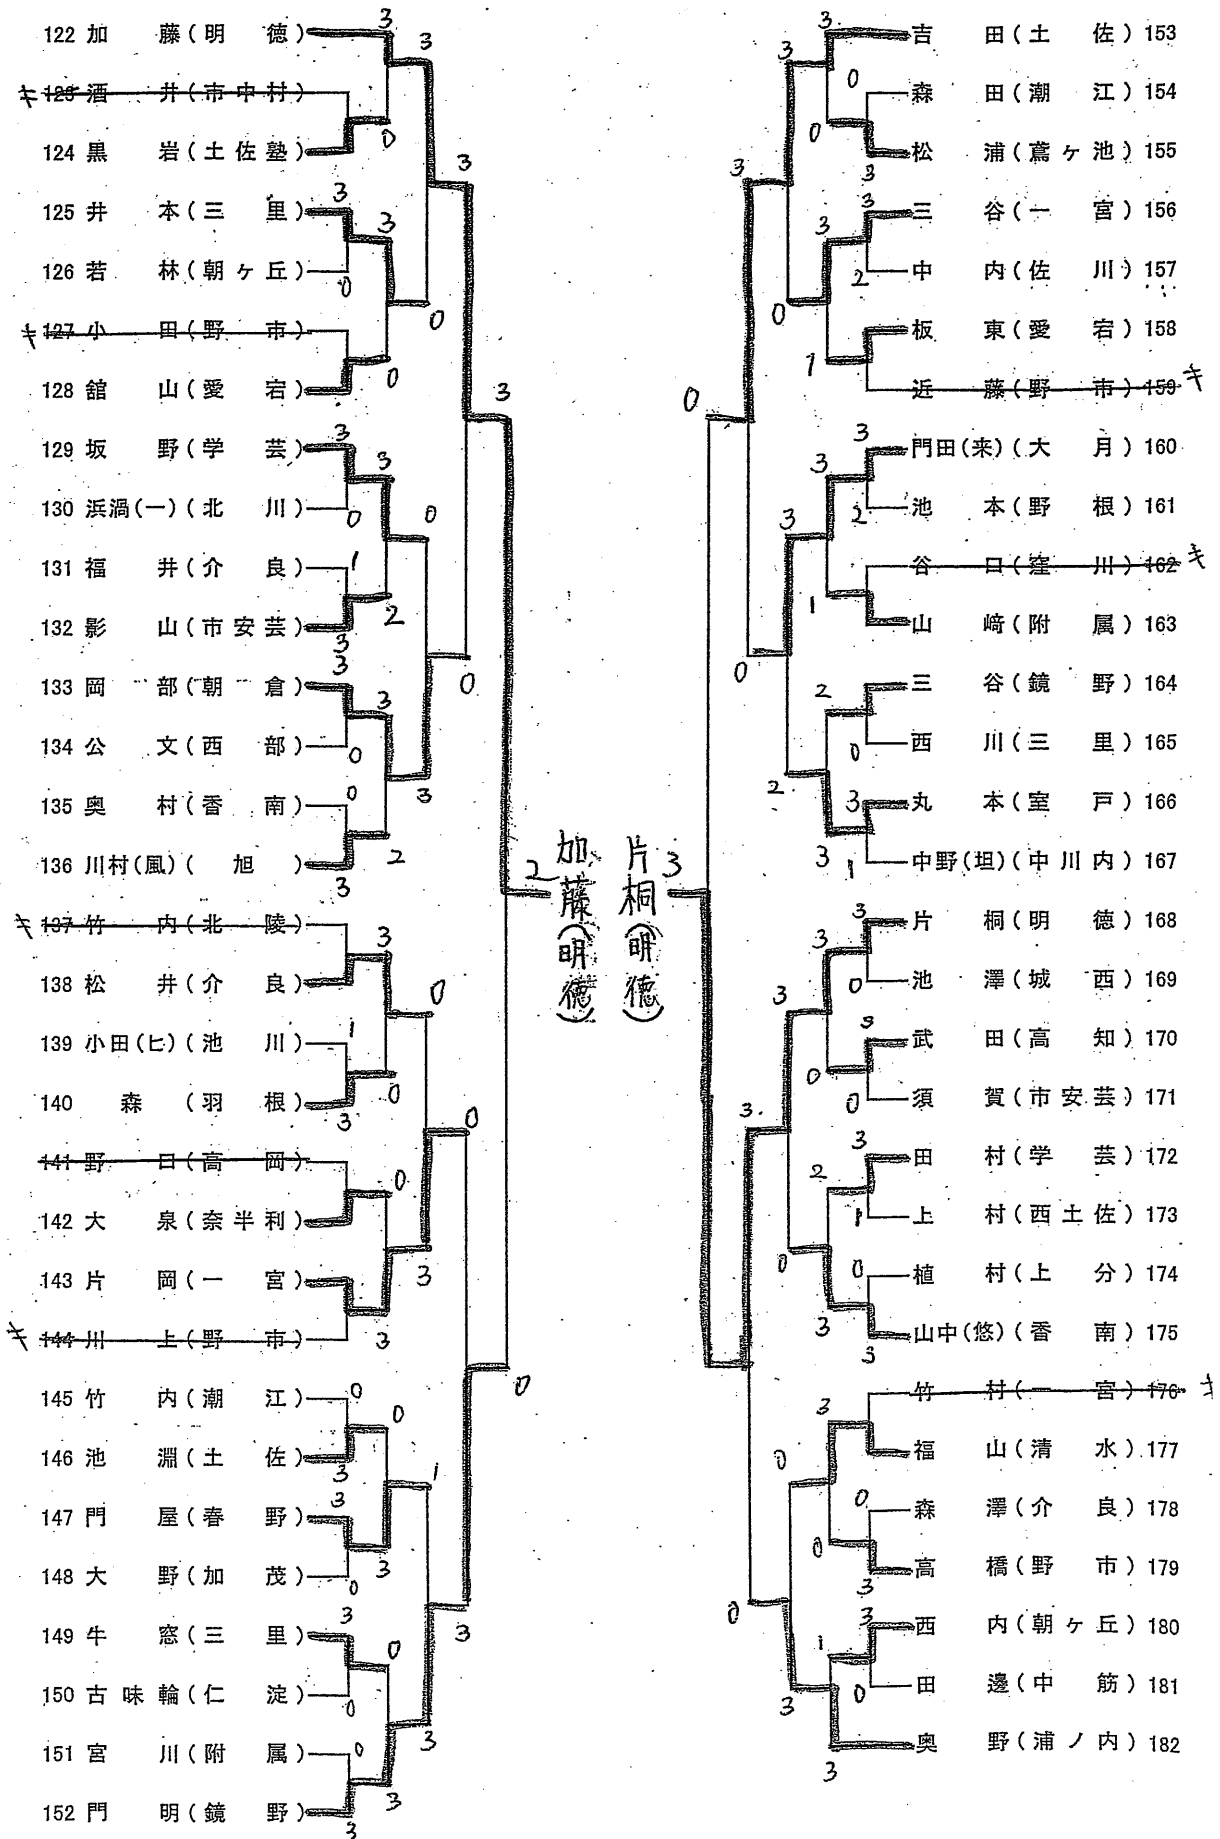 122 加藤(明徳)
キ 123 酒井(市中村)
124 黒岩(土佐塾)
125 井本(三里)
126 若林(朝ヶ丘)
キ 127 小田(野市)
128 舘山(愛宕)
129 坂野(学芸)
130 浜渦(一)(北川)
131 福井(介良)
132 影山(市安芸)
133 岡部(朝倉)
134 公文(西部)
135 奥村(香南)
136 川村(風)(旭)
キ 137 竹内(北陵)
138 松井(介良)
139 小田(ヒ)(池川)
140 森(羽根)
141 野口(高岡)
142 大泉(奈半利)
143 片岡(一宮)
キ 144 川上(野市)
145 竹内(潮江)
146 池淵(土佐)
147 門屋(春野)
148 大野(加茂)
149 牛窓(三里)
150 古味輪(仁淀)
151 宮川(附属)
152 門明(鏡野)
2 加藤(明徳)
片桐(明徳) 3
吉田(土佐) 153
森田(潮江) 154
松浦(鳶ヶ池) 155
三谷(一宮) 156
中内(佐川) 157
板東(愛宕) 158
近藤(野市) 159 キ
門田(来)(大月) 160
池本(野根) 161
谷口(窪川) 162 キ
山﨑(附属) 163
三谷(鏡野) 164
西川(三里) 165
丸本(室戸) 166
中野(坦)(中川内) 167
片桐(明徳) 168
池澤(城西) 169
武田(高知) 170
須賀(市安芸) 171
田村(学芸) 172
上村(西土佐) 173
植村(上分) 174
山中(悠)(香南) 175
竹村(一宮) 176 キ
福山(清水) 177
森澤(介良) 178
高橋(野市) 179
西内(朝ヶ丘) 180
田邊(中筋) 181
奥野(浦ノ内) 182